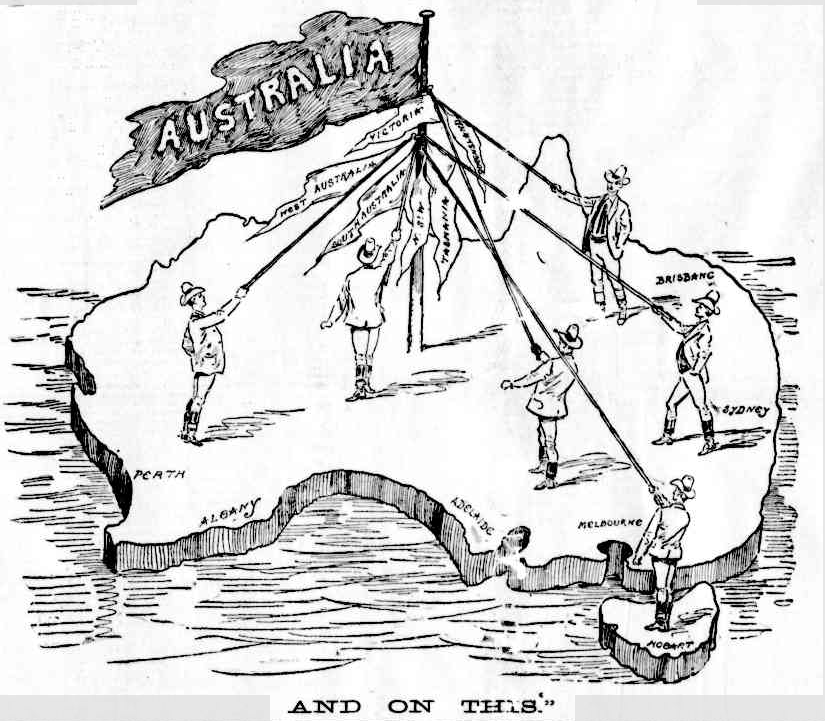 AUSTRALIA
VICTORIA
WEST AUSTRALIA
SOUTH AUSTRALIA
TASMANIA
BRISBANE
SYDNEY
PERTH
ALBANY
ADELAIDE
MELBOURNE
HOBART
AND ON THIS."